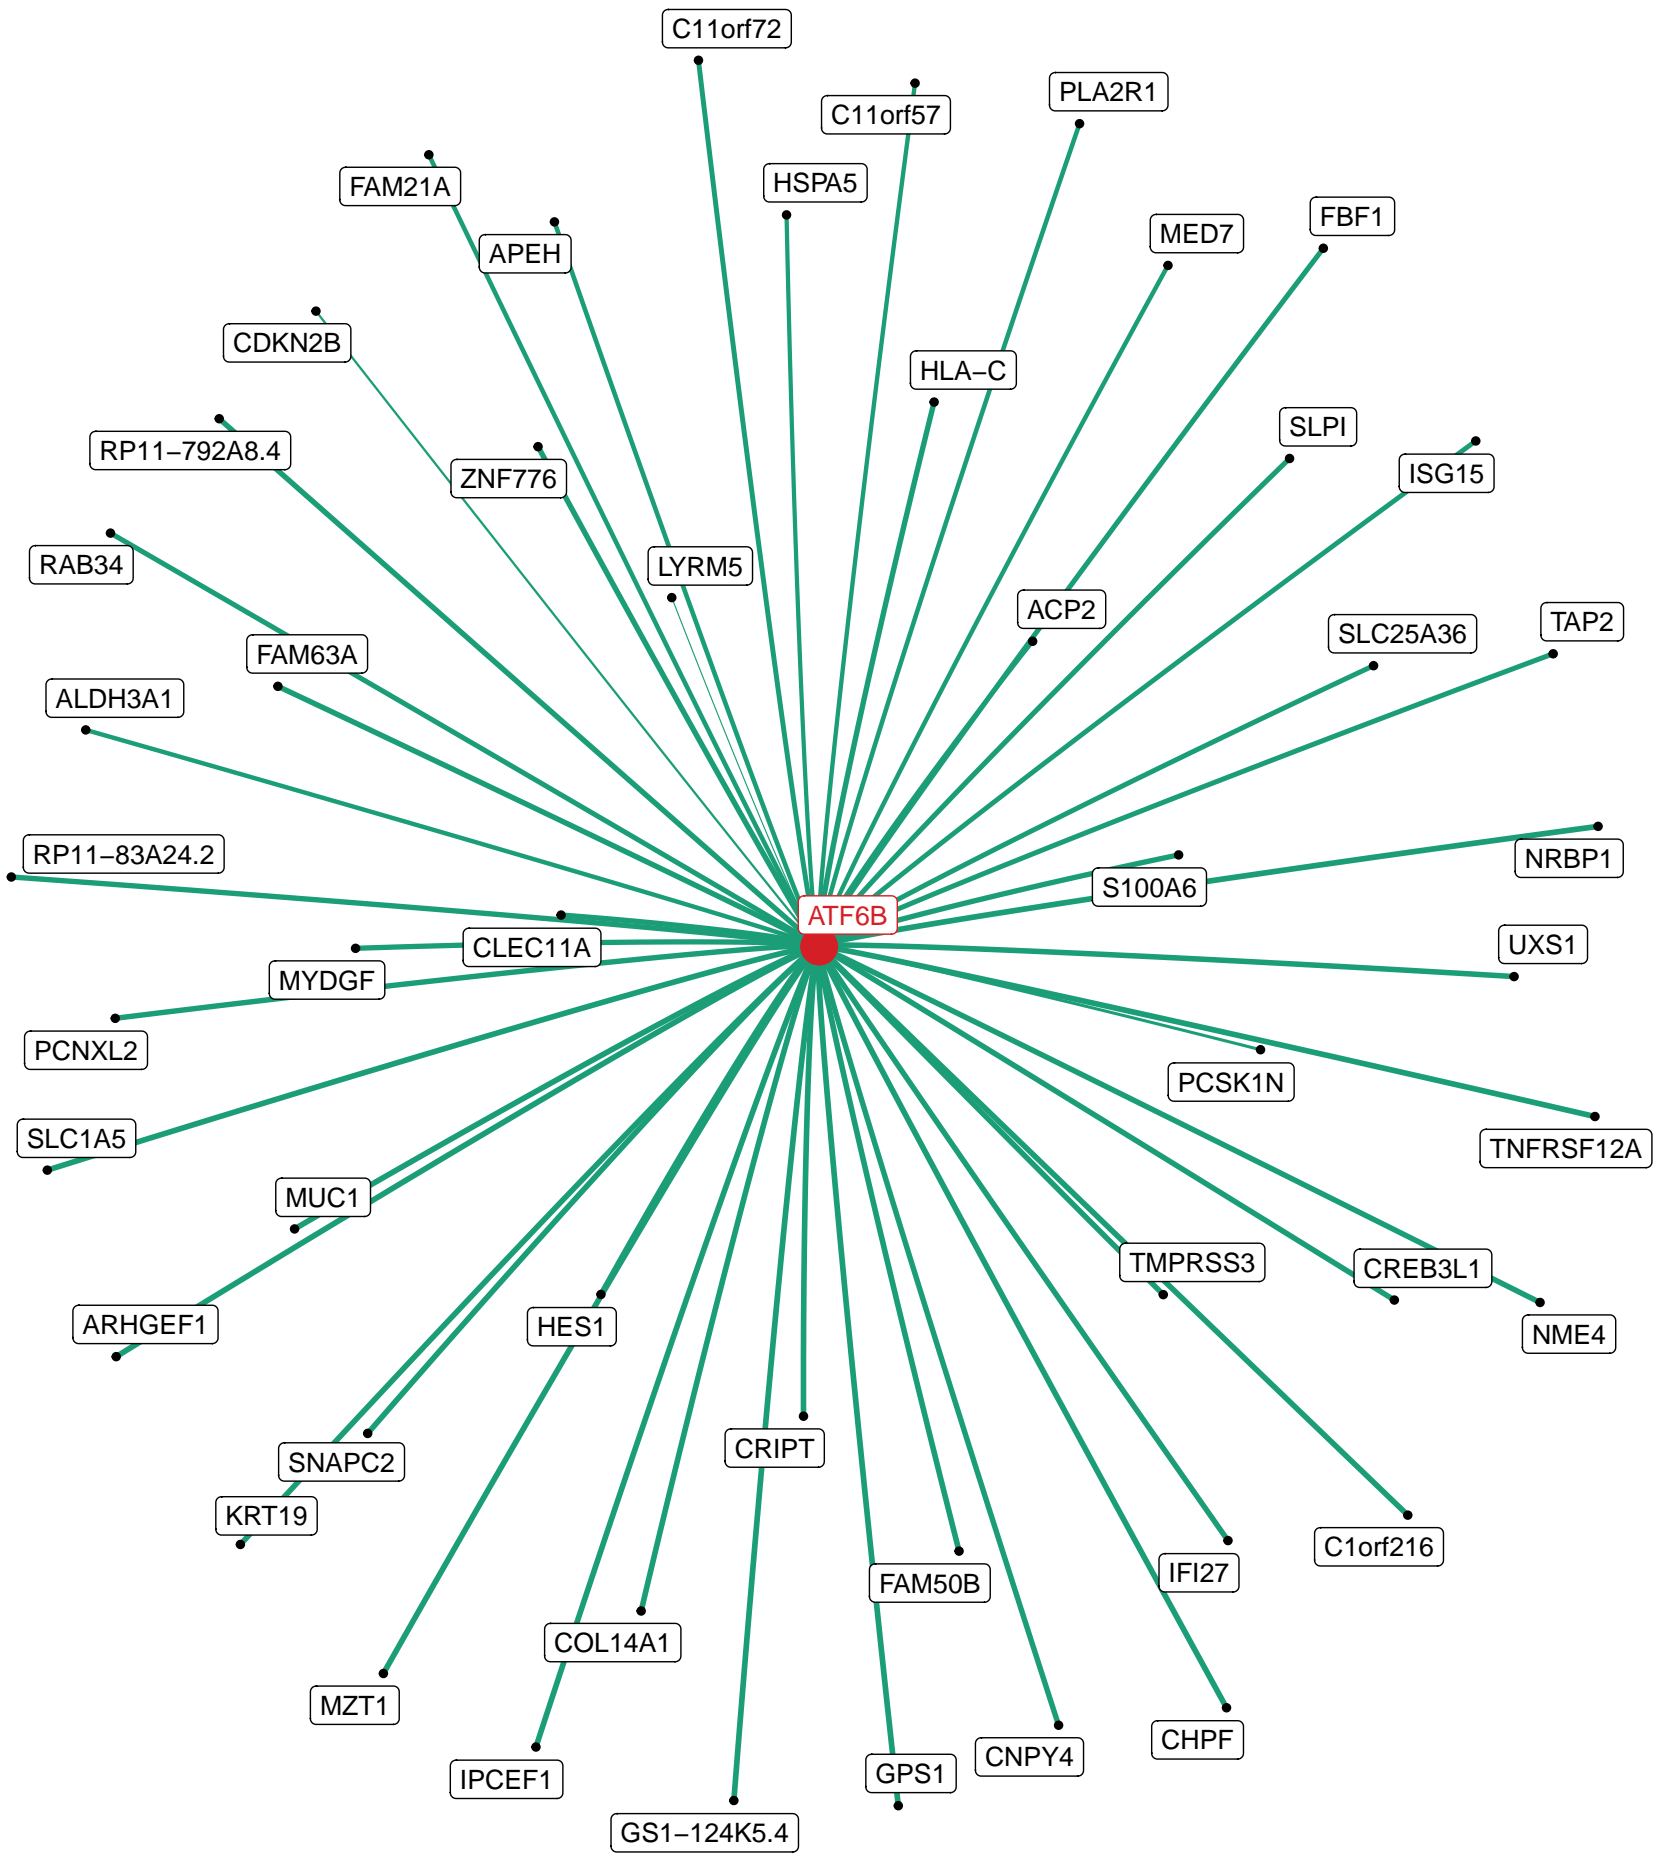 C11orf72
PLA2R1
C11orf57
HSPA5
FAM21A
FBF1
MED7
APEH
CDKN2B
HLA−C
SLPI
RP11−792A8.4
ISG15
ZNF776
RAB34
LYRM5
ACP2
TAP2
SLC25A36
FAM63A
ALDH3A1
RP11−83A24.2
NRBP1
S100A6
ATF6B
UXS1
CLEC11A
MYDGF
PCNXL2
PCSK1N
SLC1A5
TNFRSF12A
MUC1
TMPRSS3
CREB3L1
ARHGEF1
HES1
NME4
CRIPT
SNAPC2
KRT19
C1orf216
IFI27
FAM50B
COL14A1
MZT1
CHPF
CNPY4
GPS1
IPCEF1
GS1−124K5.4